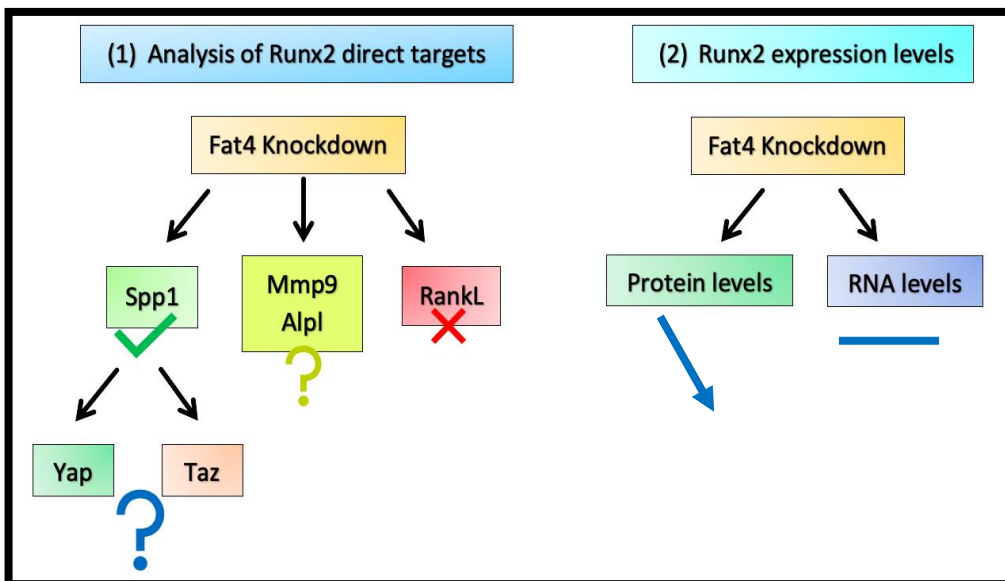 (1) Analysis of Runx2 direct targets
(2) Runx2 expression levels
Fat4 Knockdown
Fat4 Knockdown
Spp1
Mmp9
Alpl
RankL
?
Yap
Taz
?
Protein levels
RNA levels